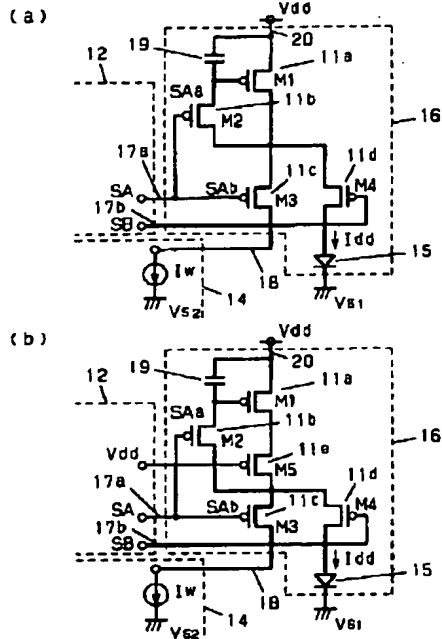 (a)
Vdd
19
20
11a
12
M1
SAa
11b
16
M2
11c
11d
SA
17a
SAb
M3
M4
17b
SB
Idd
15
Iw
18
VS2
14
VS1
(b)
Vdd
19
20
11a
12
M1
SAa
11b
16
M2
11e
Vdd
M5
11d
17a
SAb
11c
SA
M3
M4
17b
SB
Idd
15
Iw
18
VS2
14
VS1